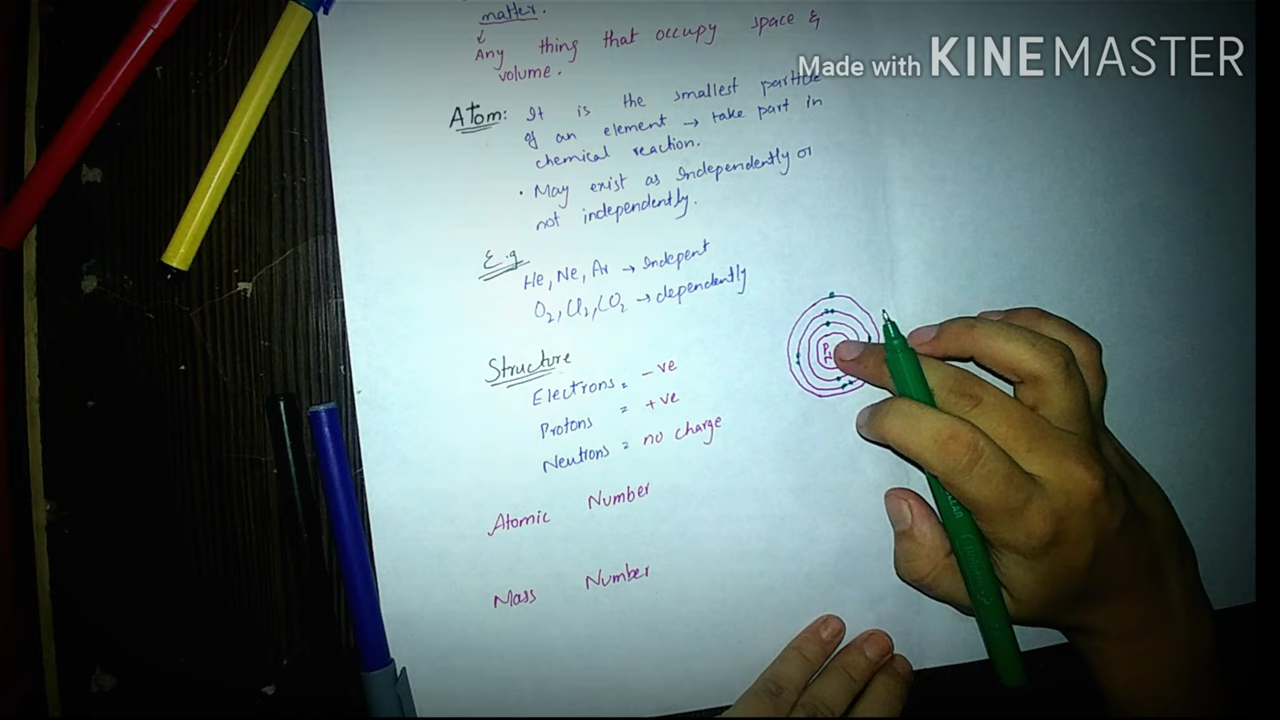 matter.
Any thing that occupy space &
volume.
Made with KINEMASTER
Atom: It is the smallest particle
of an element → take part in
chemical reaction.
• May exist as Independently or
not independently.
E.g
He, Ne, Ar → Indepent
O2, Cl2, CO2 → dependently
Structure
Electrons = -ve
Protons = +ve
Neutrons = no charge
Atomic Number
Mass Number
P